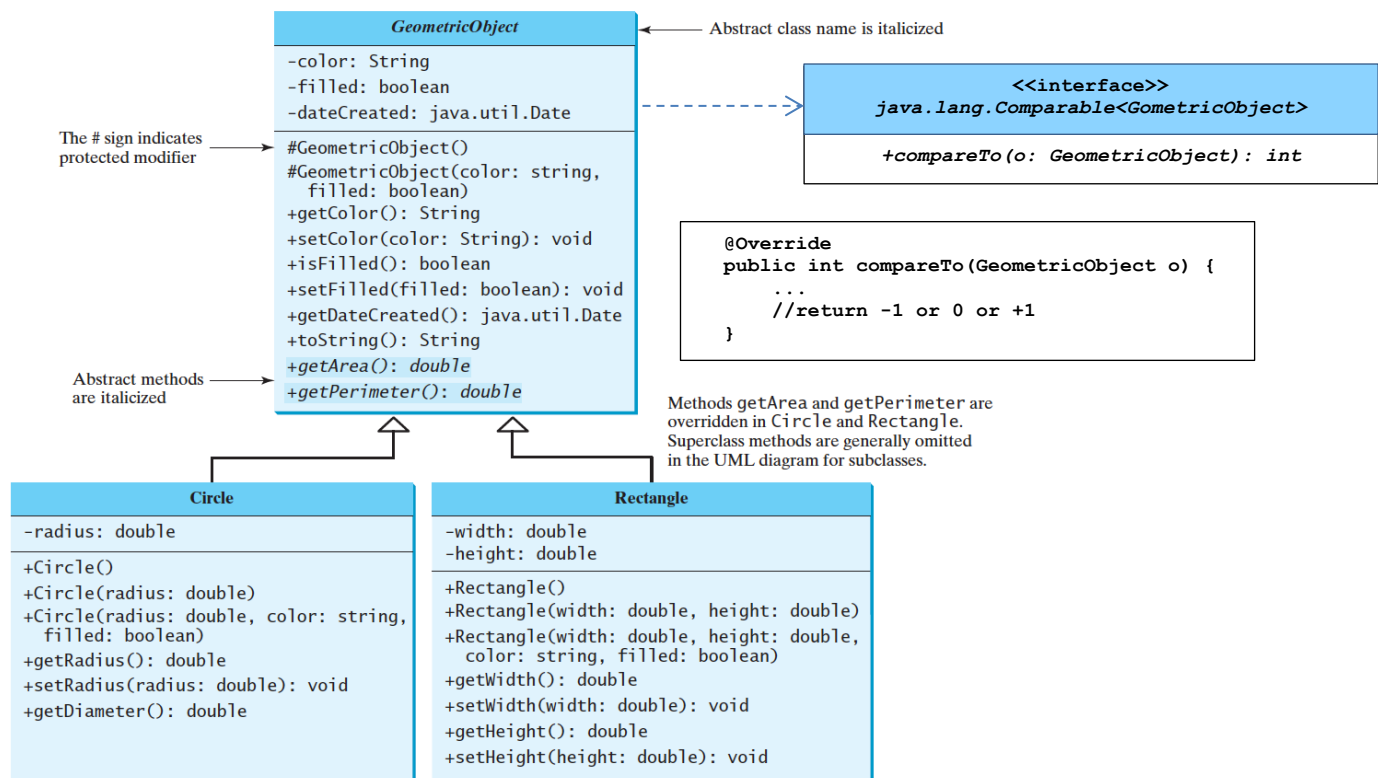 GeometricObject
Abstract class name is italicized
-color: String
-filled: boolean
-dateCreated: java.util.Date
<<interface>>
java.lang.Comparable<GometricObject>
+compareTo(o: GeometricObject): int
The # sign indicates
protected modifier
#GeometricObject()
#GeometricObject(color: string,
filled: boolean)
+getColor(): String
+setColor(color: String): void
+isFilled(): boolean
+setFilled(filled: boolean): void
+getDateCreated(): java.util.Date
+toString(): String
+getArea(): double
+getPerimeter(): double
@Override
public int compareTo(GeometricObject o) {
...
//return -1 or 0 or +1
}
Abstract methods
are italicized
Methods getArea and getPerimeter are
overridden in Circle and Rectangle.
Superclass methods are generally omitted
in the UML diagram for subclasses.
Circle
-radius: double
+Circle()
+Circle(radius: double)
+Circle(radius: double, color: string,
filled: boolean)
+getRadius(): double
+setRadius(radius: double): void
+getDiameter(): double
Rectangle
-width: double
-height: double
+Rectangle()
+Rectangle(width: double, height: double)
+Rectangle(width: double, height: double,
color: string, filled: boolean)
+getWidth(): double
+setWidth(width: double): void
+getHeight(): double
+setHeight(height: double): void